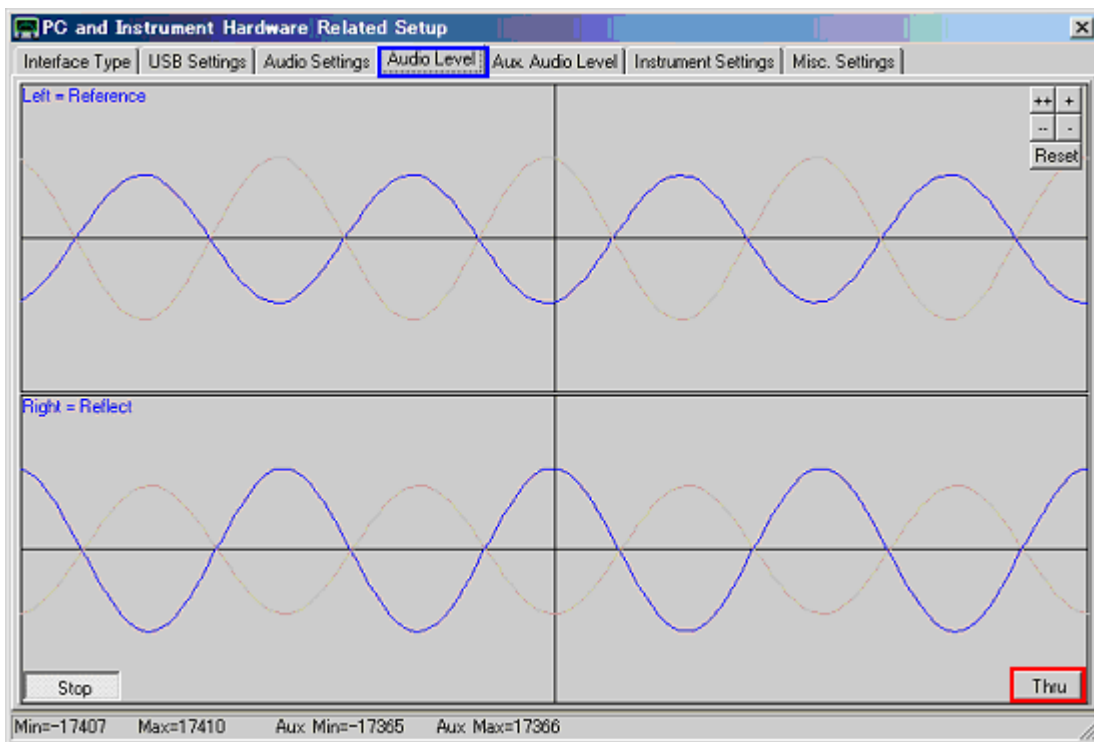 PC and Instrument Hardware Related Setup
Interface Type USB Settings Audio Settings Audio Level Aux. Audio Level Instrument Settings Misc. Settings
Left = Reference
++ +
-- -
Reset
Right = Reflect
Stop Thru
Min=-17407 Max=17410 Aux Min=-17365 Aux Max=17366